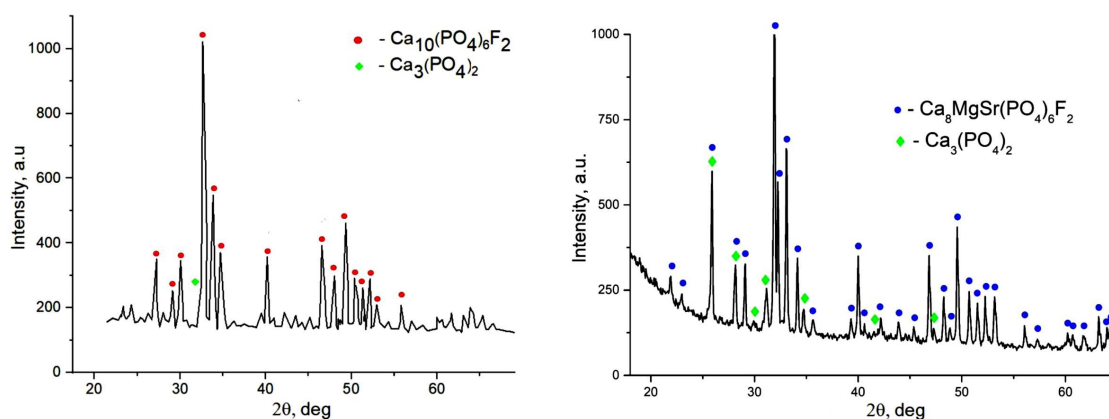 1000
800
600
400
200
0
Intensity, a.u
20 30 40 50 60
2θ, deg
- Ca10(PO4)6F2
- Ca3(PO4)2
1000
750
500
250
0
Intensity, a.u.
20 30 40 50 60
2θ, deg
- Ca8MgSr(PO4)6F2
- Ca3(PO4)2